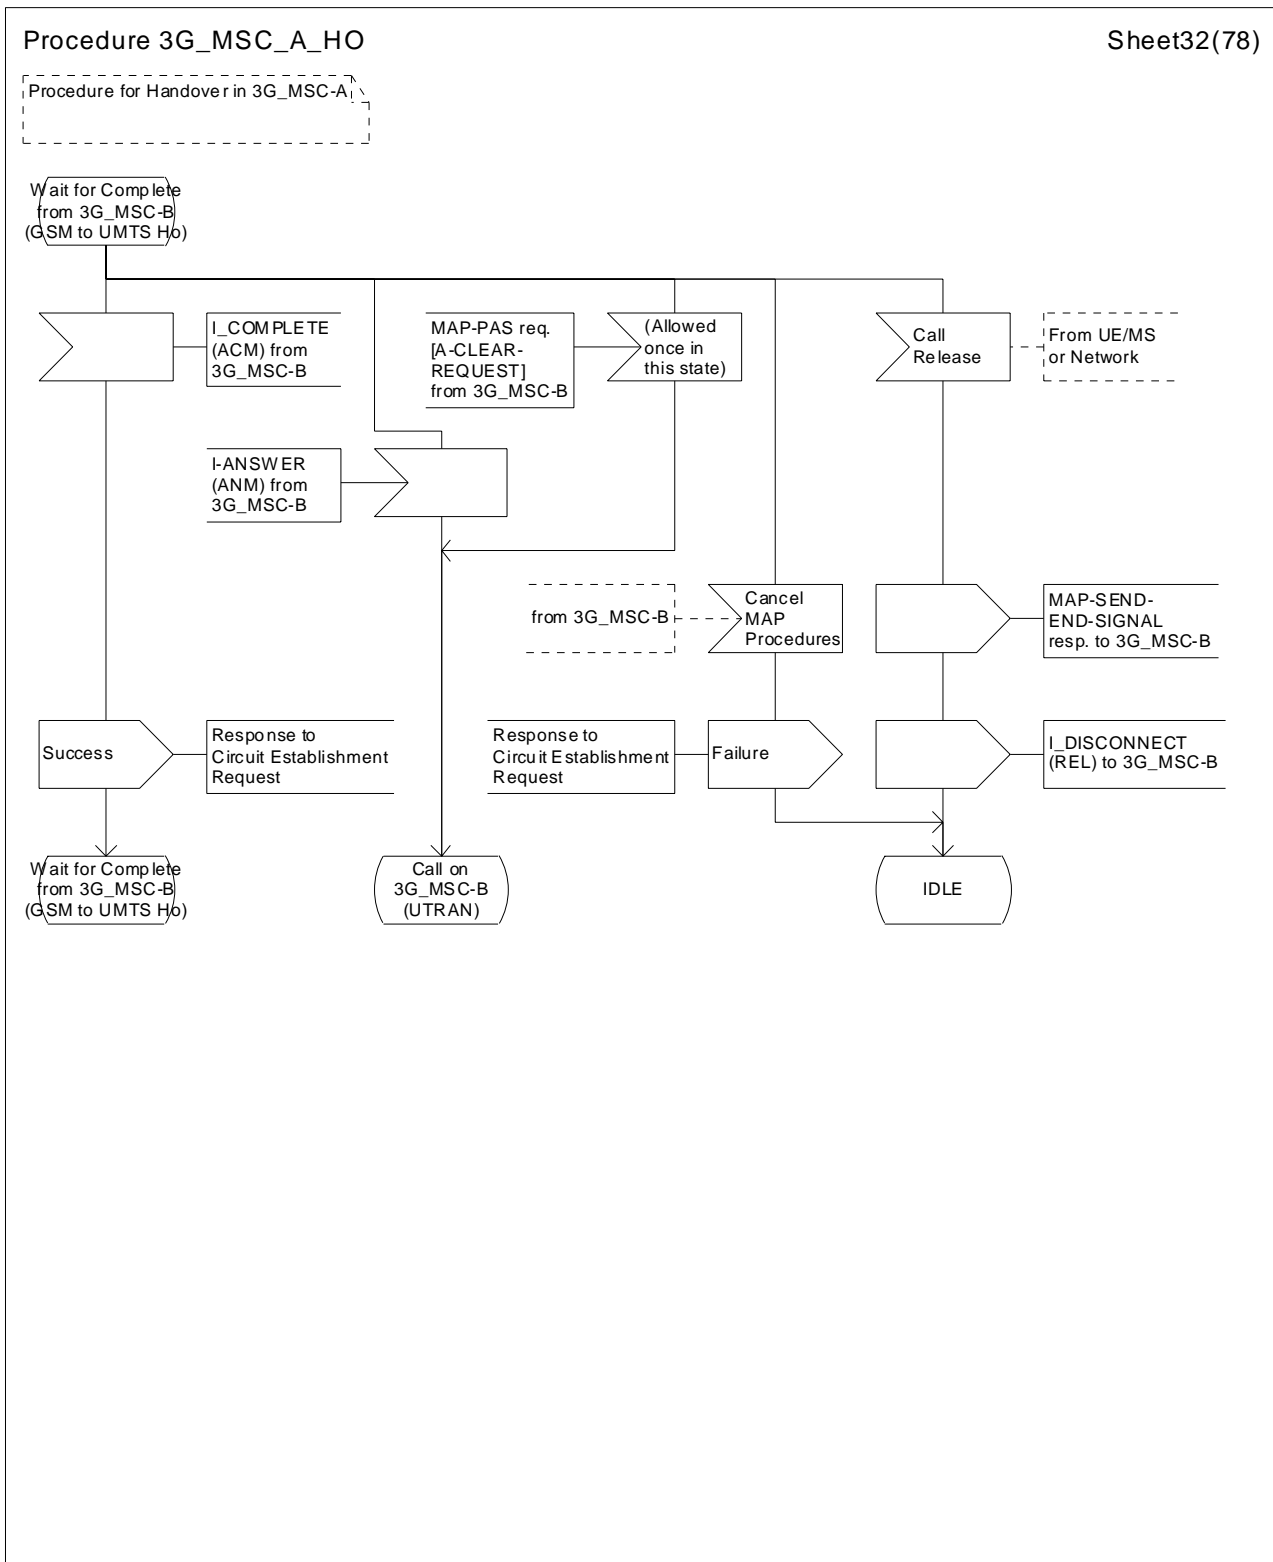 Procedure 3G_MSC_A_HO
Sheet32(78)
Procedure for Handover in 3G_MSC-A
Wait for Complete
from 3G_MSC-B
(GSM to UMTS Ho)
I_COMPLETE
(ACM) from
3G_MSC-B
MAP-PAS req.
[A-CLEAR-
REQUEST]
from 3G_MSC-B
(Allowed
once in
this state)
Call
Release
From UE/MS
or Network
I-ANSWER
(ANM) from
3G_MSC-B
from 3G_MSC-B
Cancel
MAP
Procedures
MAP-SEND-
END-SIGNAL
resp. to 3G_MSC-B
Success
Response to
Circuit Establishment
Request
Response to
Circuit Establishment
Request
Failure
I_DISCONNECT
(REL) to 3G_MSC-B
Wait for Complete
from 3G_MSC-B
(GSM to UMTS Ho)
Call on
3G_MSC-B
(UTRAN)
IDLE